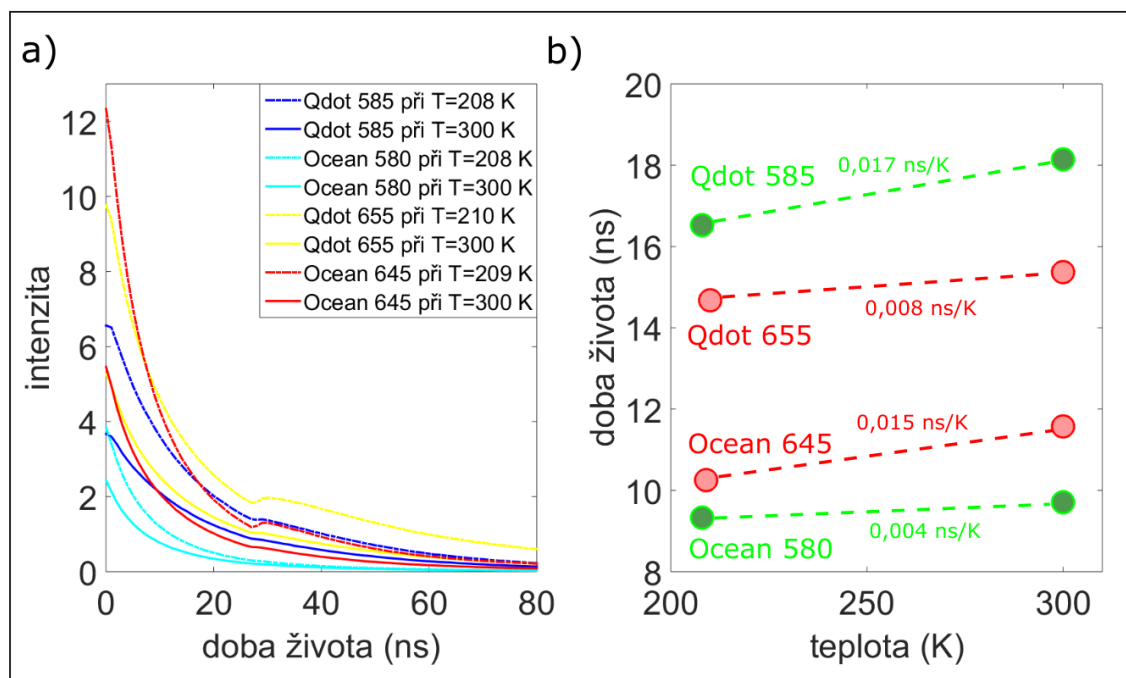 a)
intenzita
12
10
8
6
4
2
0
0 20 40 60 80
doba života (ns)
Qdot 585 při T=208 K
Qdot 585 při T=300 K
Ocean 580 při T=208 K
Ocean 580 při T=300 K
Qdot 655 při T=210 K
Qdot 655 při T=300 K
Ocean 645 při T=209 K
Ocean 645 při T=300 K
b)
doba života (ns)
20
18
16
14
12
10
8
200 250 300
teplota (K)
Qdot 585
0,017 ns/K
Qdot 655
0,008 ns/K
Ocean 645
0,015 ns/K
Ocean 580
0,004 ns/K